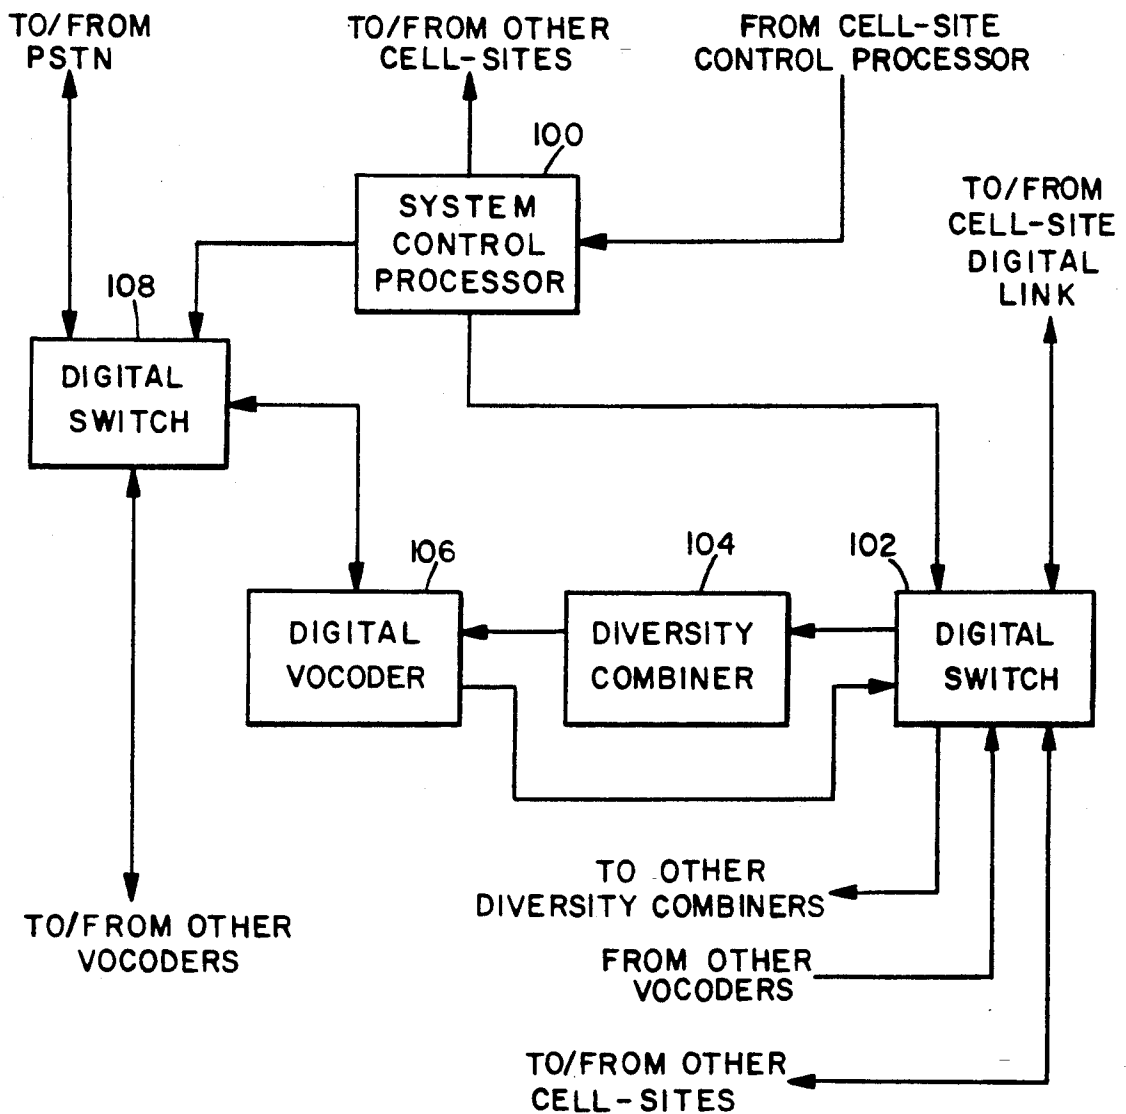 TO/FROM
PSTN
TO/FROM OTHER
CELL-SITES
FROM CELL-SITE
CONTROL PROCESSOR
100
SYSTEM
CONTROL
PROCESSOR
TO/FROM
CELL-SITE
DIGITAL
LINK
108
DIGITAL
SWITCH
106
DIGITAL
VOCODER
104
DIVERSITY
COMBINER
102
DIGITAL
SWITCH
TO OTHER
DIVERSITY COMBINERS
TO/FROM OTHER
VOCODERS
FROM OTHER
VOCODERS
TO/FROM OTHER
CELL-SITES